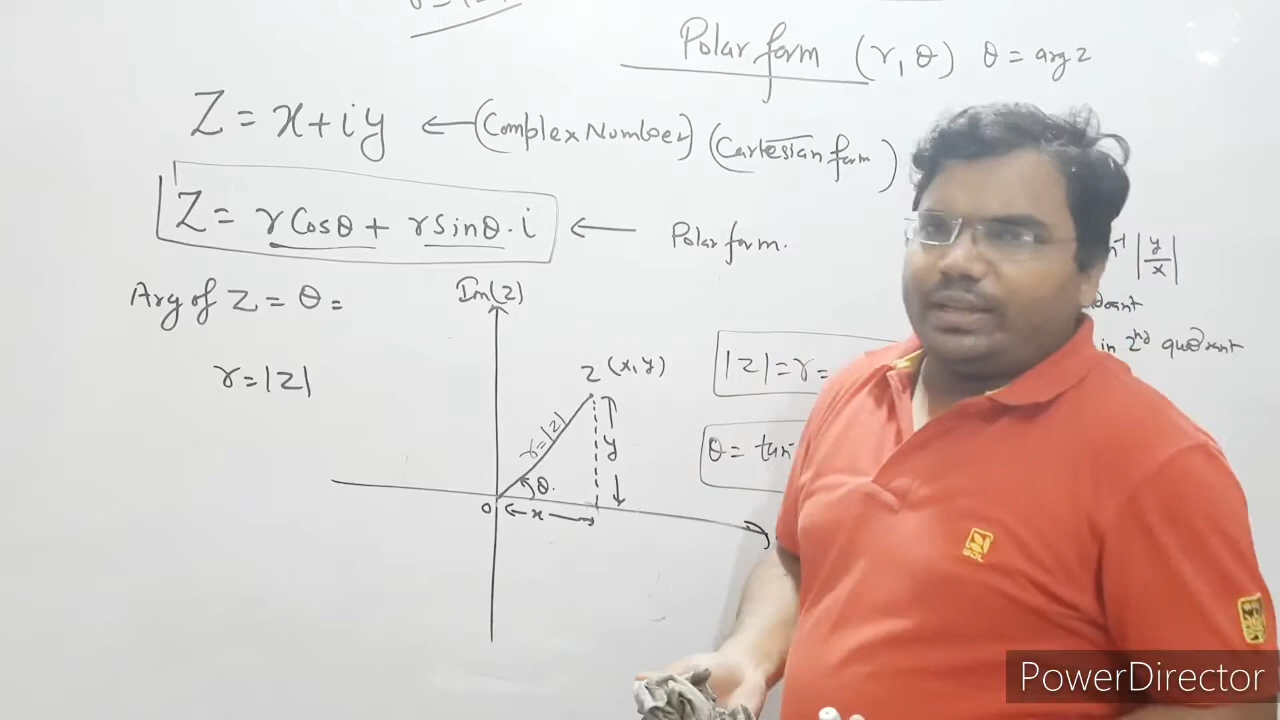 Polar form (r, θ) θ = arg z
Z = x+iy ← (Complex Number) (Cartesian form)
Z = r Cosθ + r Sinθ · i ← Polar form.
Arg of Z = θ =
r = |Z|
Im(Z)
Z (x, y)
r=|Z|
y
θ
0
x
|Z| = r =
θ = tan⁻
|y/x|
in 2nd quadrant
PowerDirector